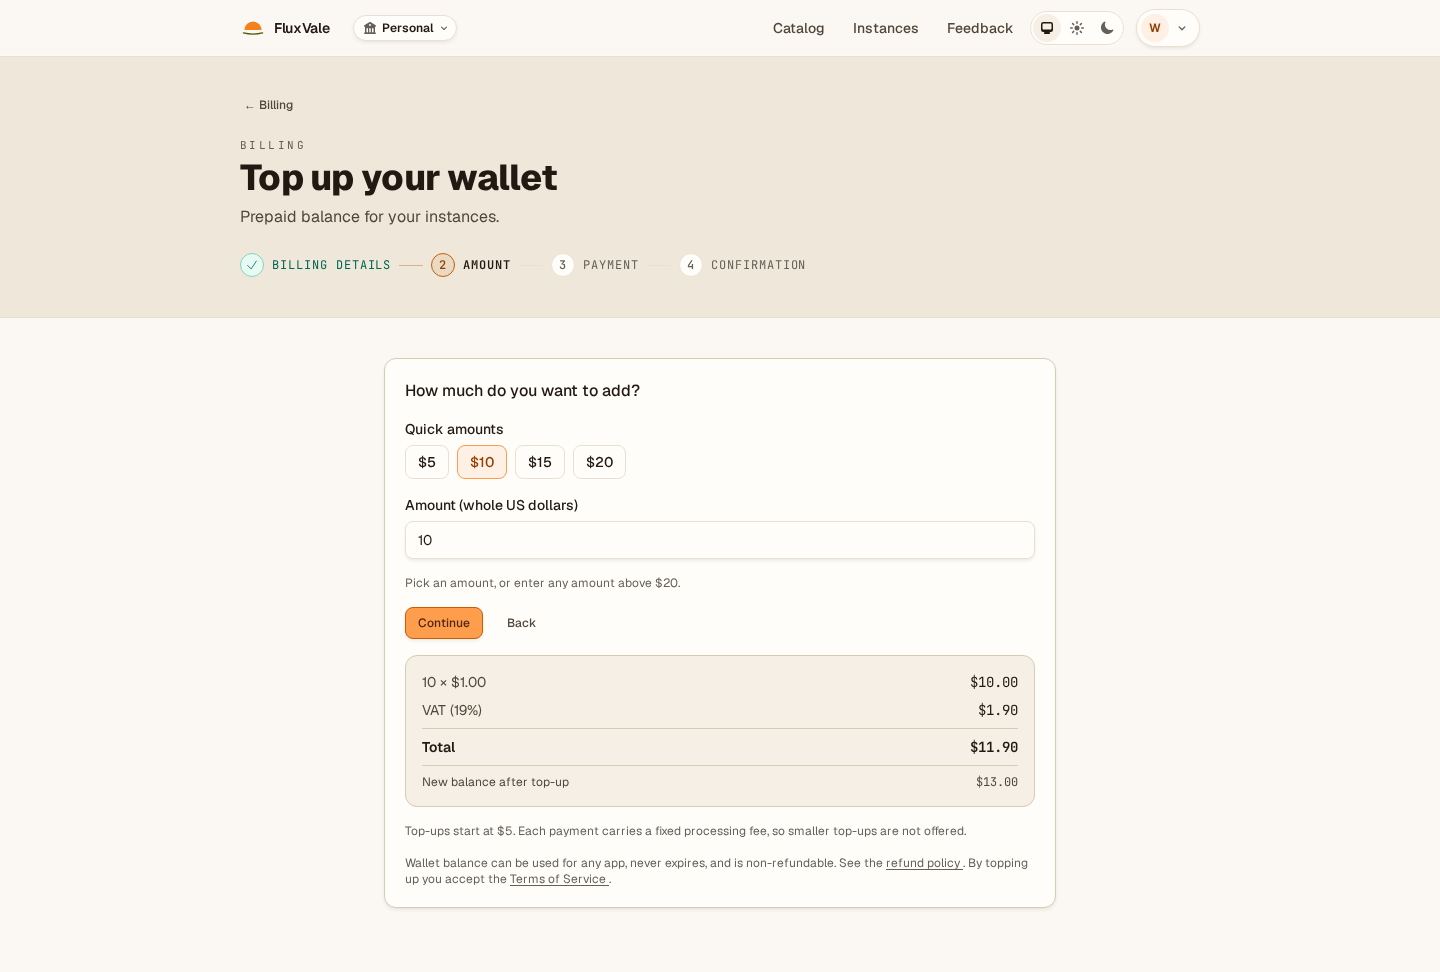 FluxVale
Personal
Catalog
Instances
Feedback
W
← Billing
BILLING
Top up your wallet
Prepaid balance for your instances.
BILLING DETAILS
2 AMOUNT
3 PAYMENT
4 CONFIRMATION
How much do you want to add?
Quick amounts
$5
$10
$15
$20
Amount (whole US dollars)
10
Pick an amount, or enter any amount above $20.
Continue
Back
10 × $1.00 $10.00
VAT (19%) $1.90
Total $11.90
New balance after top-up $13.00
Top-ups start at $5. Each payment carries a fixed processing fee, so smaller top-ups are not offered.
Wallet balance can be used for any app, never expires, and is non-refundable. See the refund policy . By topping
up you accept the Terms of Service .